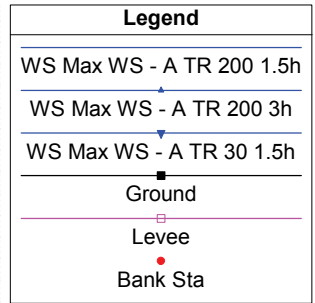 Legend
WS Max WS - A TR 200 1.5h
WS Max WS - A TR 200 3h
WS Max WS - A TR 30 1.5h
Ground
Levee
Bank Sta